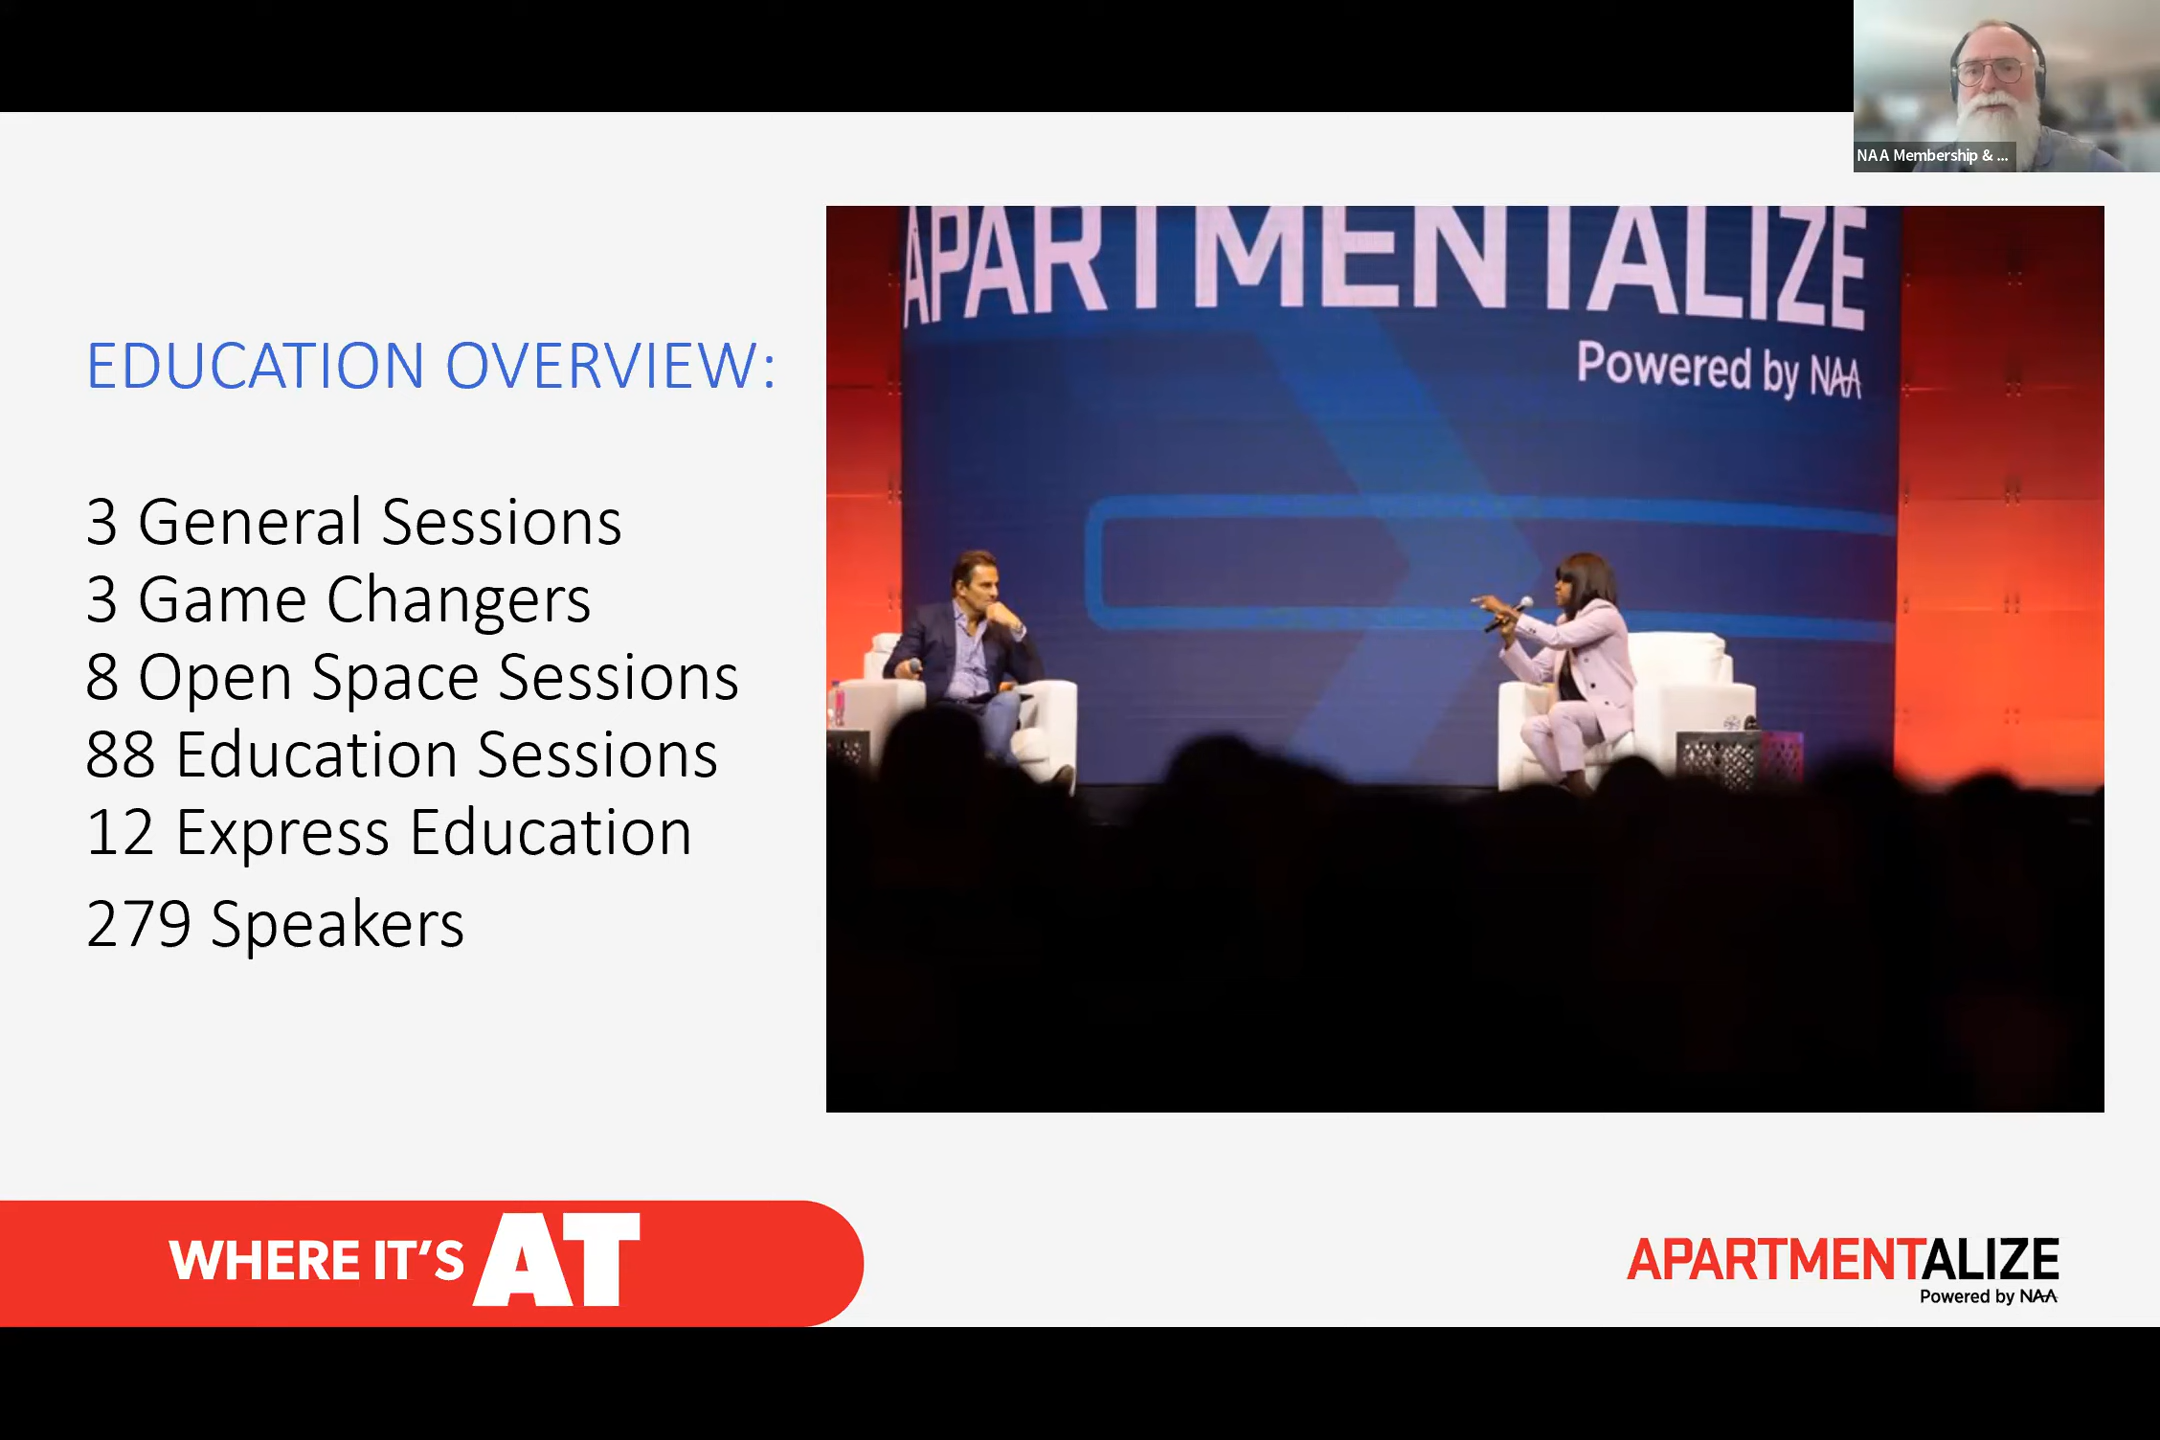 NAA Membership & ...
APARTMENTALIZE
Powered by NAA
EDUCATION OVERVIEW:
3 General Sessions
3 Game Changers
8 Open Space Sessions
88 Education Sessions
12 Express Education
279 Speakers
WHERE IT'S AT
APARTMENTALIZE
Powered by NAA